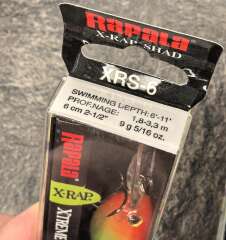 Rapala
X-RAP SHAD
XRS-6
SWIMMING DEPTH: 6'-11'
PROF. NAGE: 1,8-3,3 m
6 cm 2-1/2" 9 g 5/16 oz.
Rapala
X-RAP
XTREME